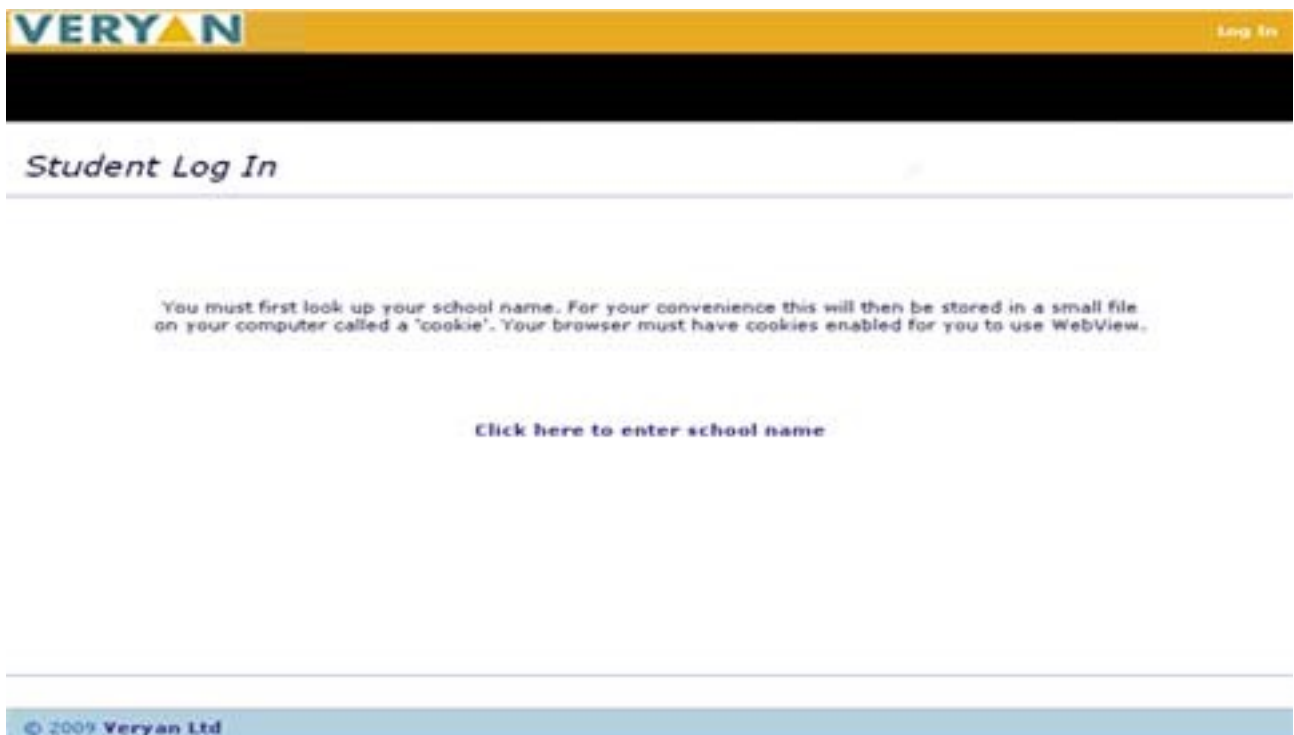 VERYAN
Log In
Student Log In
You must first look up your school name. For your convenience this will then be stored in a small file
on your computer called a 'cookie'. Your browser must have cookies enabled for you to use WebView.
Click here to enter school name
© 2009 Veryan Ltd